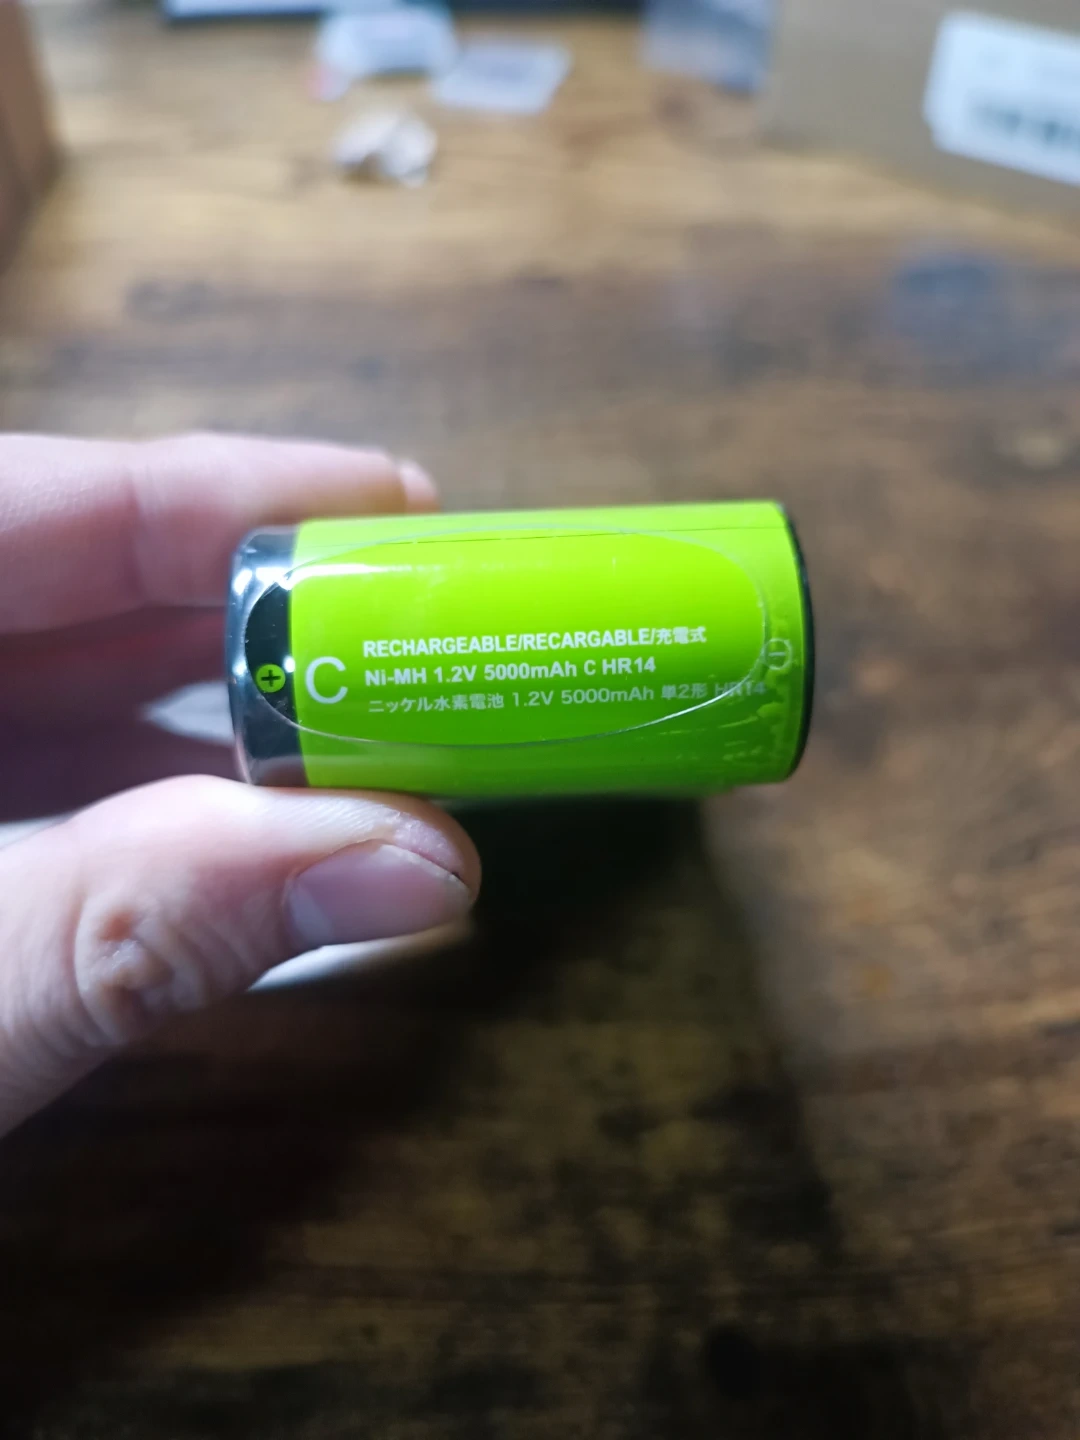 RECHARGEABLE/RECARGABLE/充電式
C Ni-MH 1.2V 5000mAh C HR14
ニッケル水素電池 1.2V 5000mAh 単2形 HR14